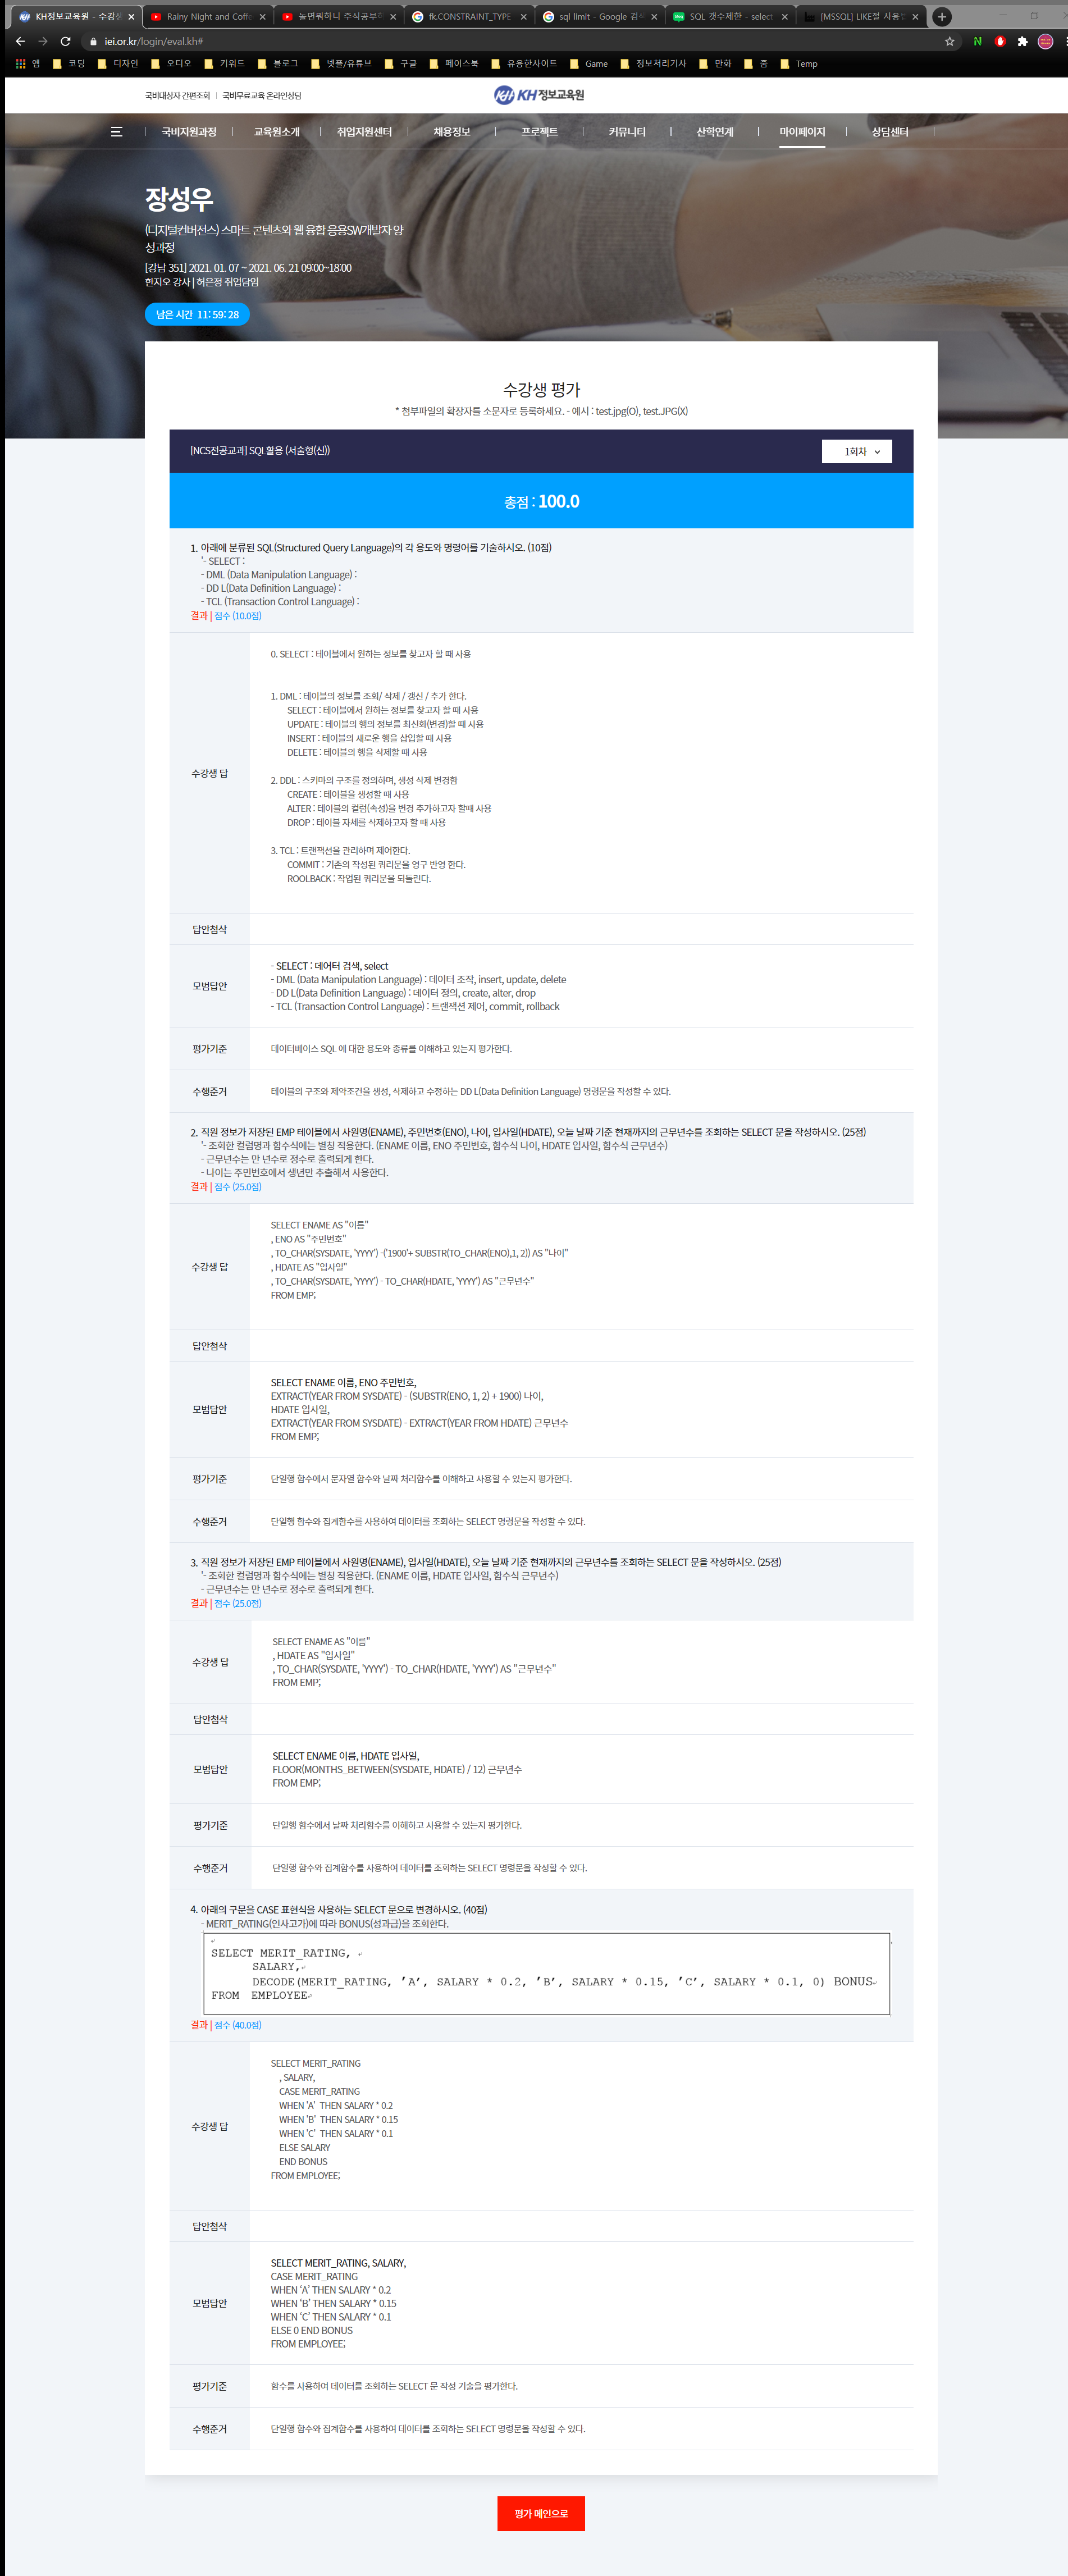 KH정보교육원 - 수강생
Rainy Night and Coffe
놀면뭐하니 주식공부하
fk.CONSTRAINT_TYPE
sql limit - Google 검색
SQL 갯수제한 - select
[MSSQL] LIKE절 사용법
iei.or.kr/login/eval.kh#
앱 코딩 디자인 오디오 키워드 블로그 넷플/유튜브 구글 페이스북 유용한사이트 Game 정보처리기사 만화 중 Temp
국비대상자 간편조회 | 국비무료교육 온라인상담
KH 정보교육원
국비지원과정 교육원소개 취업지원센터 채용정보 프로젝트 커뮤니티 산학연계 마이페이지 상담센터
장성우
(디지털컨버전스) 스마트 콘텐츠와 웹 융합 응용SW개발자 양
성과정
[강남 351] 2021. 01. 07 ~ 2021. 06. 21 09:00~18:00
한지오 강사 | 허은정 취업담임
남은 시간 11: 59: 28
수강생 평가
* 첨부파일의 확장자를 소문자로 등록하세요. - 예시 : test.jpg(O), test.JPG(X)
[NCS전공교과] SQL활용 (서술형(신))
1회차
총점 : 100.0
1. 아래에 분류된 SQL(Structured Query Language)의 각 용도와 명령어를 기술하시오. (10점)
'- SELECT :
- DML (Data Manipulation Language) :
- DD L(Data Definition Language) :
- TCL (Transaction Control Language) :
결과 | 점수 (10.0점)
수강생 답
0. SELECT : 테이블에서 원하는 정보를 찾고자 할 때 사용
1. DML : 테이블의 정보를 조회/ 삭제 / 갱신 / 추가 한다.
SELECT : 테이블에서 원하는 정보를 찾고자 할 때 사용
UPDATE : 테이블의 행의 정보를 최신화(변경)할 때 사용
INSERT : 테이블의 새로운 행을 삽입할 때 사용
DELETE : 테이블의 행을 삭제할 때 사용
2. DDL : 스키마의 구조를 정의하며, 생성 삭제 변경함
CREATE : 테이블을 생성할 때 사용
ALTER : 테이블의 컬럼(속성)을 변경 추가하고자 할때 사용
DROP : 테이블 자체를 삭제하고자 할 때 사용
3. TCL : 트랜잭션을 관리하며 제어한다.
COMMIT : 기존의 작성된 쿼리문을 영구 반영 한다.
ROOLBACK : 작업된 쿼리문을 되돌린다.
답안첨삭
모범답안
- SELECT : 데어터 검색, select
- DML (Data Manipulation Language) : 데이터 조작, insert, update, delete
- DD L(Data Definition Language) : 데이터 정의, create, alter, drop
- TCL (Transaction Control Language) : 트랜잭션 제어, commit, rollback
평가기준
데이터베이스 SQL 에 대한 용도와 종류를 이해하고 있는지 평가한다.
수행준거
테이블의 구조와 제약조건을 생성, 삭제하고 수정하는 DD L(Data Definition Language) 명령문을 작성할 수 있다.
2. 직원 정보가 저장된 EMP 테이블에서 사원명(ENAME), 주민번호(ENO), 나이, 입사일(HDATE), 오늘 날짜 기준 현재까지의 근무년수를 조회하는 SELECT 문을 작성하시오. (25점)
'- 조회한 컬럼명과 함수식에는 별칭 적용한다. (ENAME 이름, ENO 주민번호, 함수식 나이, HDATE 입사일, 함수식 근무년수)
- 근무년수는 만 년수로 정수로 출력되게 한다.
- 나이는 주민번호에서 생년만 추출해서 사용한다.
결과 | 점수 (25.0점)
수강생 답
SELECT ENAME AS "이름"
, ENO AS "주민번호"
, TO_CHAR(SYSDATE, 'YYYY') -('1900'+ SUBSTR(TO_CHAR(ENO),1, 2)) AS "나이"
, HDATE AS "입사일"
, TO_CHAR(SYSDATE, 'YYYY') - TO_CHAR(HDATE, 'YYYY') AS "근무년수"
FROM EMP;
답안첨삭
모범답안
SELECT ENAME 이름, ENO 주민번호,
EXTRACT(YEAR FROM SYSDATE) - (SUBSTR(ENO, 1, 2) + 1900) 나이,
HDATE 입사일,
EXTRACT(YEAR FROM SYSDATE) - EXTRACT(YEAR FROM HDATE) 근무년수
FROM EMP;
평가기준
단일행 함수에서 문자열 함수와 날짜 처리함수를 이해하고 사용할 수 있는지 평가한다.
수행준거
단일행 함수와 집계함수를 사용하여 데이터를 조회하는 SELECT 명령문을 작성할 수 있다.
3. 직원 정보가 저장된 EMP 테이블에서 사원명(ENAME), 입사일(HDATE), 오늘 날짜 기준 현재까지의 근무년수를 조회하는 SELECT 문을 작성하시오. (25점)
'- 조회한 컬럼명과 함수식에는 별칭 적용한다. (ENAME 이름, HDATE 입사일, 함수식 근무년수)
- 근무년수는 만 년수로 정수로 출력되게 한다.
결과 | 점수 (25.0점)
수강생 답
SELECT ENAME AS "이름"
, HDATE AS "입사일"
, TO_CHAR(SYSDATE, 'YYYY') - TO_CHAR(HDATE, 'YYYY') AS "근무년수"
FROM EMP;
답안첨삭
모범답안
SELECT ENAME 이름, HDATE 입사일,
FLOOR(MONTHS_BETWEEN(SYSDATE, HDATE) / 12) 근무년수
FROM EMP;
평가기준
단일행 함수에서 날짜 처리함수를 이해하고 사용할 수 있는지 평가한다.
수행준거
단일행 함수와 집계함수를 사용하여 데이터를 조회하는 SELECT 명령문을 작성할 수 있다.
4. 아래의 구문을 CASE 표현식을 사용하는 SELECT 문으로 변경하시오. (40점)
- MERIT_RATING(인사고가)에 따라 BONUS(성과급)을 조회한다.
SELECT MERIT_RATING,
SALARY,
DECODE(MERIT_RATING, 'A', SALARY * 0.2, 'B', SALARY * 0.15, 'C', SALARY * 0.1, 0) BONUS
FROM EMPLOYEE
결과 | 점수 (40.0점)
수강생 답
SELECT MERIT_RATING
, SALARY,
CASE MERIT_RATING
WHEN 'A' THEN SALARY * 0.2
WHEN 'B' THEN SALARY * 0.15
WHEN 'C' THEN SALARY * 0.1
ELSE SALARY
END BONUS
FROM EMPLOYEE;
답안첨삭
모범답안
SELECT MERIT_RATING, SALARY,
CASE MERIT_RATING
WHEN ‘A’ THEN SALARY * 0.2
WHEN ‘B’ THEN SALARY * 0.15
WHEN ‘C’ THEN SALARY * 0.1
ELSE 0 END BONUS
FROM EMPLOYEE;
평가기준
함수를 사용하여 데이터를 조회하는 SELECT 문 작성 기술을 평가한다.
수행준거
단일행 함수와 집계함수를 사용하여 데이터를 조회하는 SELECT 명령문을 작성할 수 있다.
평가 메인으로